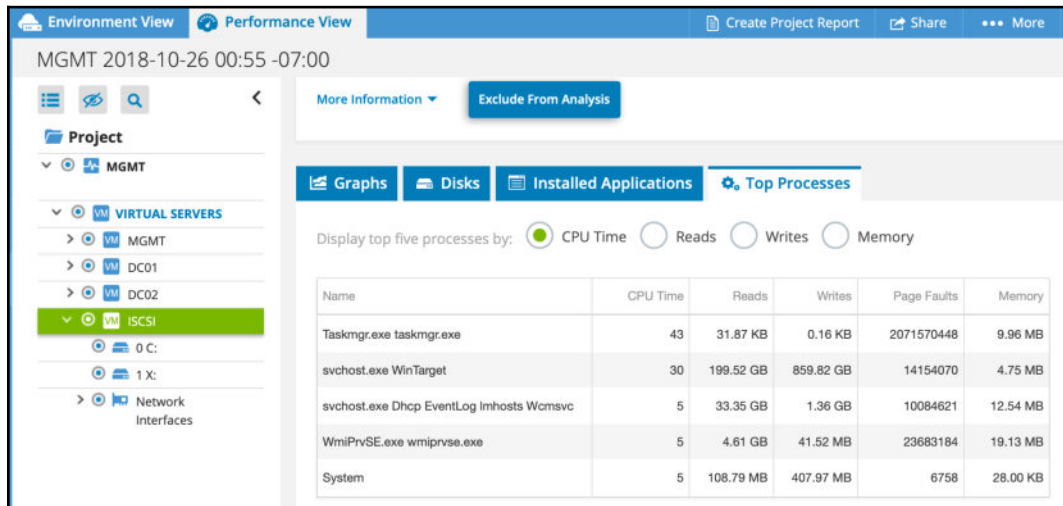 Environment View
Performance View
Create Project Report
Share
More
MGMT 2018-10-26 00:55 -07:00
More Information
Exclude From Analysis
Project
MGMT
VIRTUAL SERVERS
VM MGMT
VM DC01
VM DC02
VM ISCSI
0 C:
1 X:
Network
Interfaces
Graphs
Disks
Installed Applications
Top Processes
Display top five processes by: CPU Time Reads Writes Memory
Name CPU Time Reads Writes Page Faults Memory
Taskmgr.exe taskmgr.exe 43 31.87 KB 0.16 KB 2071570448 9.96 MB
svchost.exe WinTarget 30 199.52 GB 859.82 GB 14154070 4.75 MB
svchost.exe Dhcp EventLog lmhosts Wcmsvc 5 33.35 GB 1.36 GB 10084621 12.54 MB
WmiPrvSE.exe wmiprvse.exe 5 4.61 GB 41.52 MB 23683184 19.13 MB
System 5 108.79 MB 407.97 MB 6758 28.00 KB